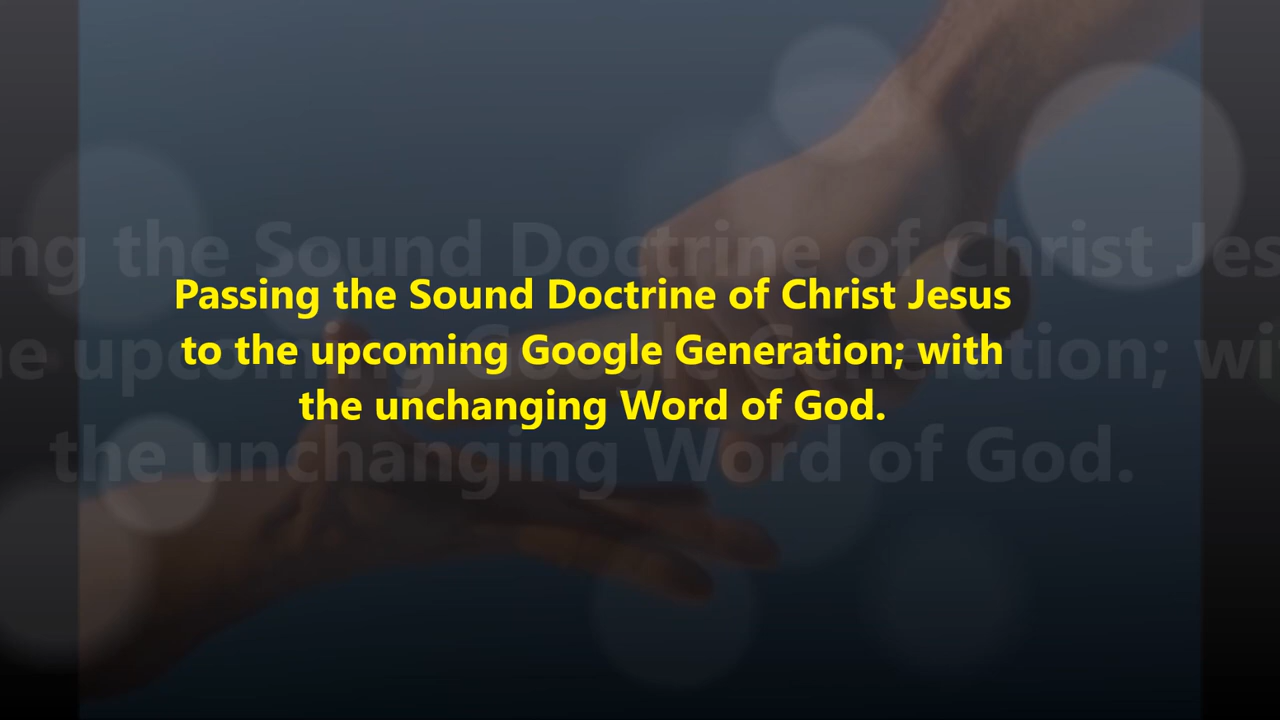 Passing the Sound Doctrine of Christ Jesus
to the upcoming Google Generation; with
the unchanging Word of God.